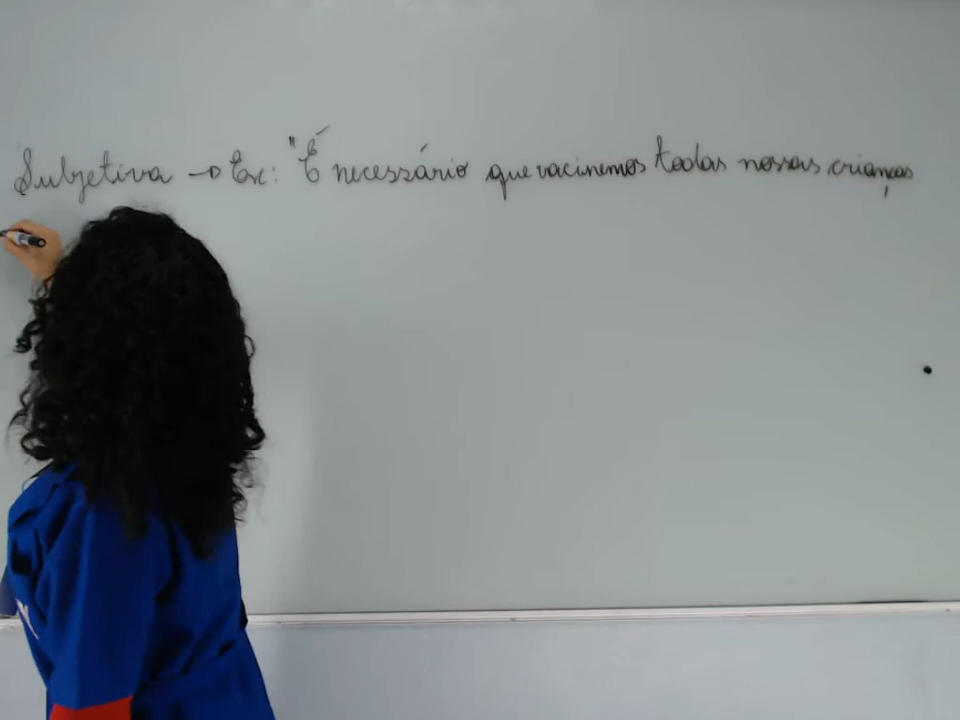 Subjetiva → Ex: "É necessário que vacinemos todas nossas crianças